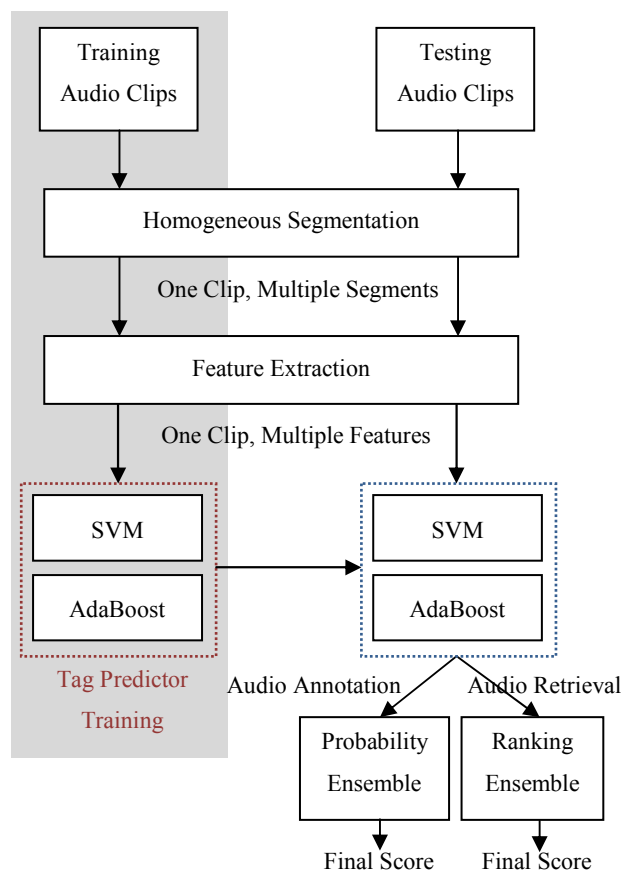 Training
Audio Clips
Testing
Audio Clips
Homogeneous Segmentation
One Clip, Multiple Segments
Feature Extraction
One Clip, Multiple Features
SVM
AdaBoost
SVM
AdaBoost
Tag Predictor
Training
Audio Annotation
Audio Retrieval
Probability
Ensemble
Ranking
Ensemble
Final Score
Final Score